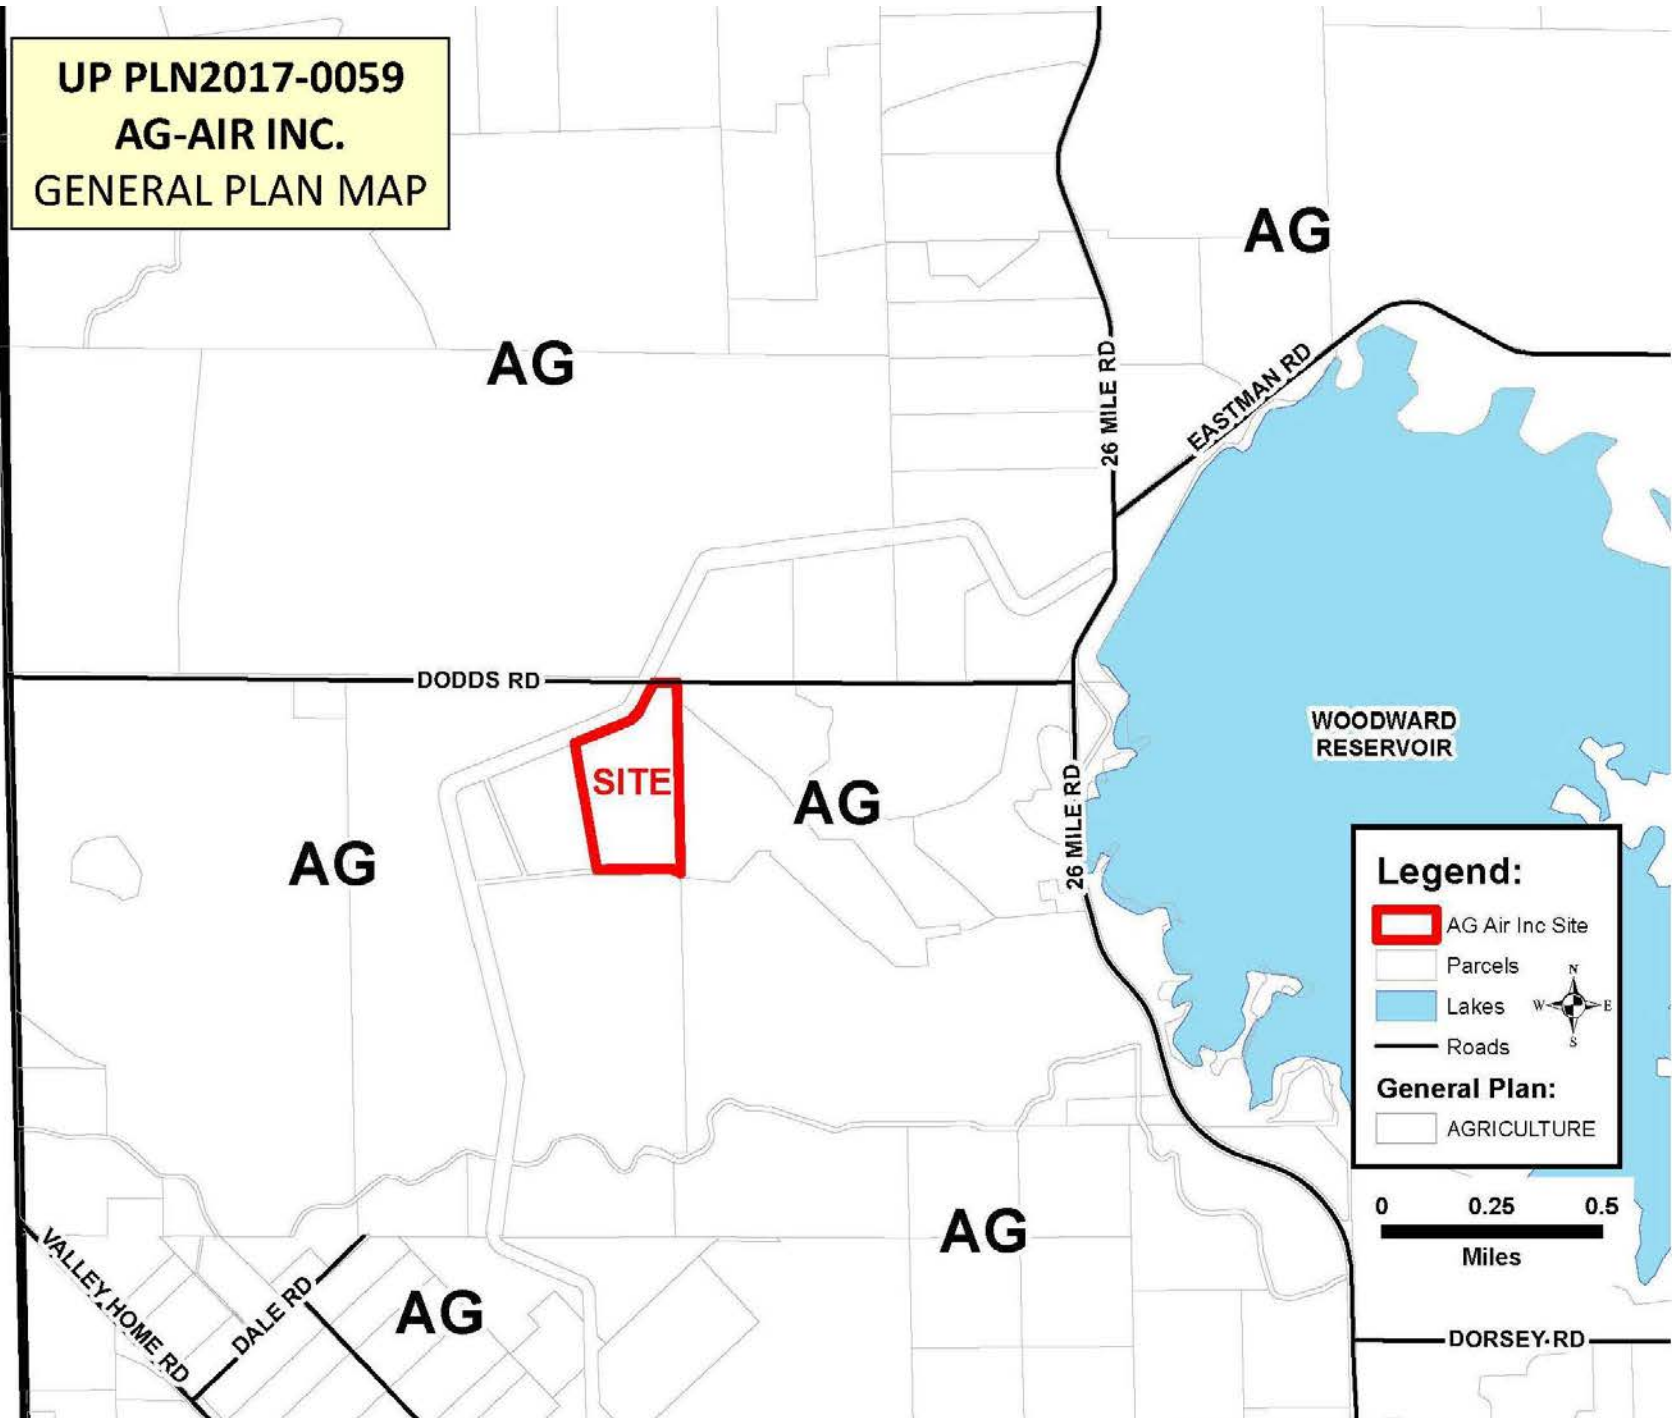 UP PLN2017-0059
AG-AIR INC.
GENERAL PLAN MAP
AG
AG
26 MILE RD
EASTMAN RD
DODDS RD
WOODWARD
RESERVOIR
SITE
AG
26 MILE RD
AG
Legend:
AG Air Inc Site
Parcels
Lakes
Roads
N
W
E
S
General Plan:
AGRICULTURE
0 0.25 0.5
Miles
AG
VALLEY HOME RD
DALE RD
AG
DORSEY RD